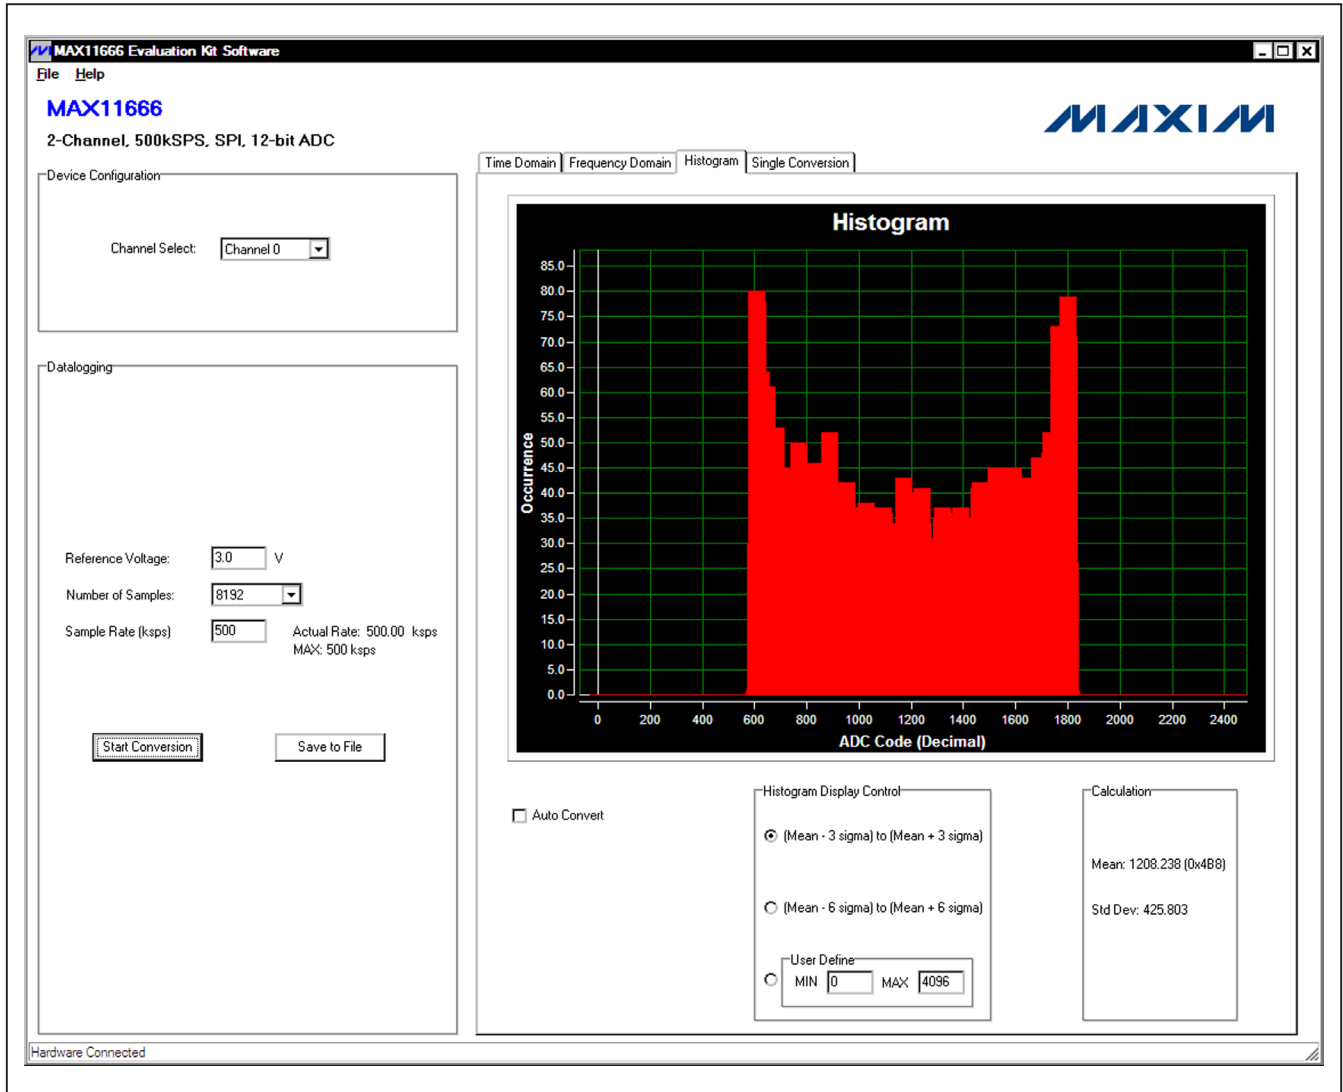 MAX11666 Evaluation Kit Software
File Help
MAX11666
2-Channel, 500kSPS, SPI, 12-bit ADC
MAXIM
Device Configuration
Channel Select: Channel 0
Datalogging
Reference Voltage: 3.0 V
Number of Samples: 8192
Sample Rate (ksps) 500 Actual Rate: 500.00 ksps
MAX: 500 ksps
Start Conversion Save to File
Time Domain Frequency Domain Histogram Single Conversion
Histogram
85.0
80.0
75.0
70.0
65.0
60.0
55.0
50.0
45.0
40.0
35.0
30.0
25.0
20.0
15.0
10.0
5.0
0.0
Occurrence
0 200 400 600 800 1000 1200 1400 1600 1800 2000 2200 2400
ADC Code (Decimal)
Auto Convert
Histogram Display Control
(Mean - 3 sigma) to (Mean + 3 sigma)
(Mean - 6 sigma) to (Mean + 6 sigma)
User Define
MIN 0 MAX 4096
Calculation
Mean: 1208.238 (0x4B8)
Std Dev: 425.803
Hardware Connected